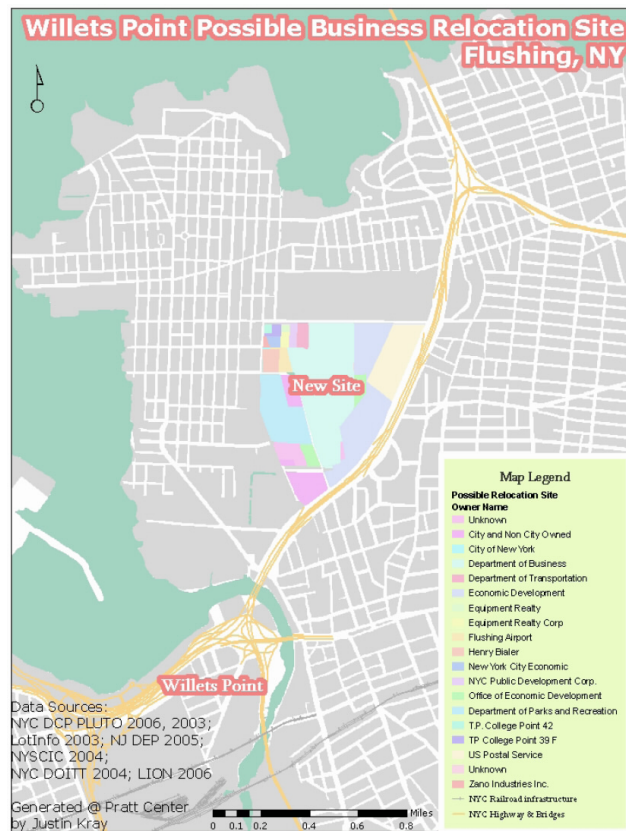 Willets Point Possible Business Relocation Site
Flushing, NY
New Site
Willets Point
Map Legend
Possible Relocation Site
Owner Name
Unknown
City and Non City Owned
City of New York
Department of Business
Department of Transportation
Economic Development
Equipment Realty
Equipment Realty Corp
Flushing Airport
Henry Bialer
New York City Economic
NYC Public Development Corp.
Office of Economic Development
Department of Parks and Recreation
T.P. College Point 42
TP College Point 39 F
US Postal Service
Unknown
Zano Industries Inc.
NYC Railroad infrastructure
NYC Highway & Bridges
Data Sources:
NYC DCP PLUTO 2006, 2003;
LotInfo 2003; NJ DEP 2005;
NYSCIC 2004;
NYC DOITT 2004; LION 2006
Generated @ Pratt Center
by Justin Kray
Miles
0 0.1 0.2 0.4 0.6 0.8